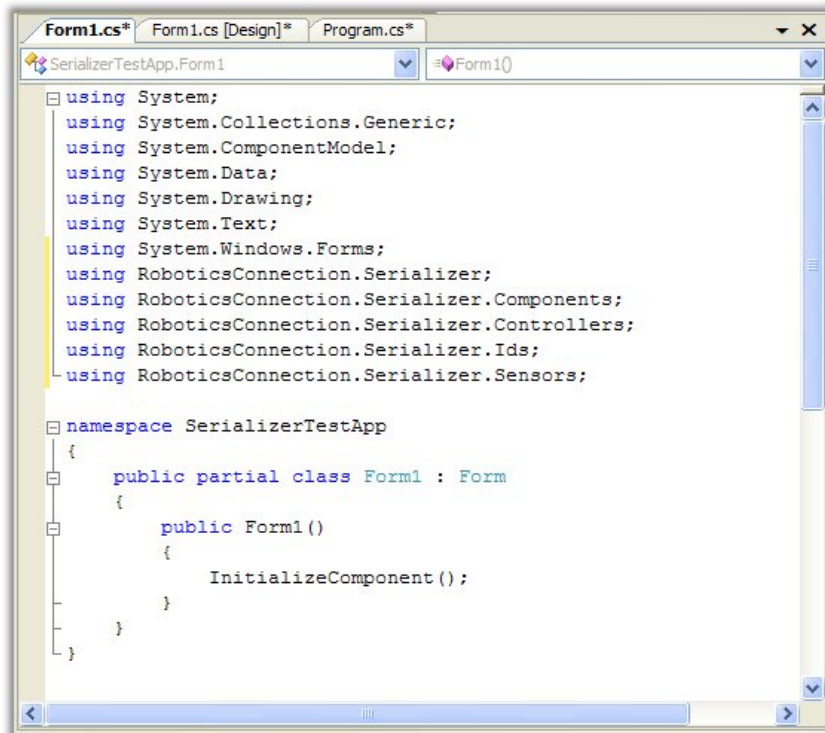 Form1.cs* Form1.cs [Design]* Program.cs*
SerializerTestApp.Form1 Form1()
using System;
using System.Collections.Generic;
using System.ComponentModel;
using System.Data;
using System.Drawing;
using System.Text;
using System.Windows.Forms;
using RoboticsConnection.Serializer;
using RoboticsConnection.Serializer.Components;
using RoboticsConnection.Serializer.Controllers;
using RoboticsConnection.Serializer.Ids;
using RoboticsConnection.Serializer.Sensors;
namespace SerializerTestApp
{
public partial class Form1 : Form
{
public Form1()
{
InitializeComponent();
}
}
}